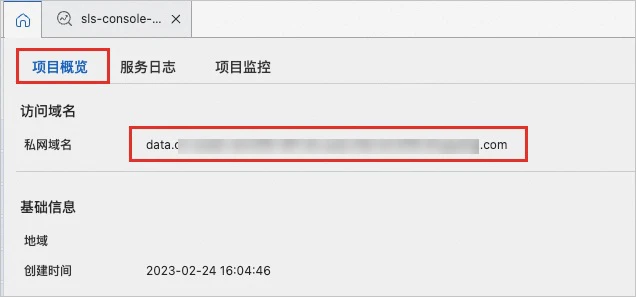 sls-console-...
项目概览 服务日志 项目监控
访问域名
私网域名 data. .com
基础信息
地域
创建时间 2023-02-24 16:04:46